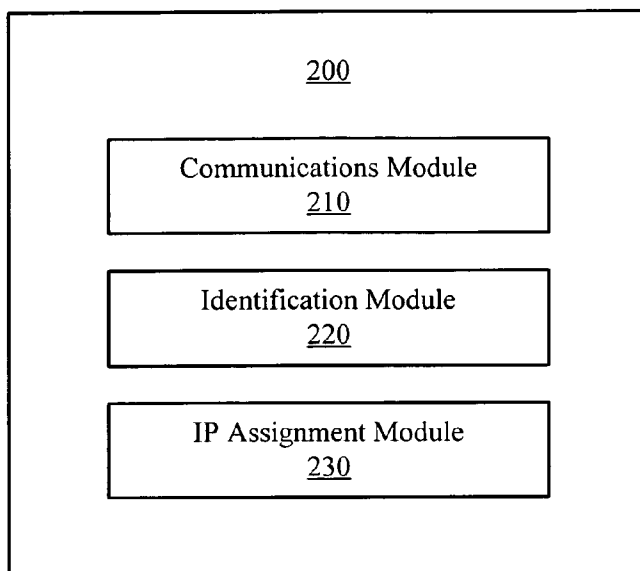 200
Communications Module
210
Identification Module
220
IP Assignment Module
230